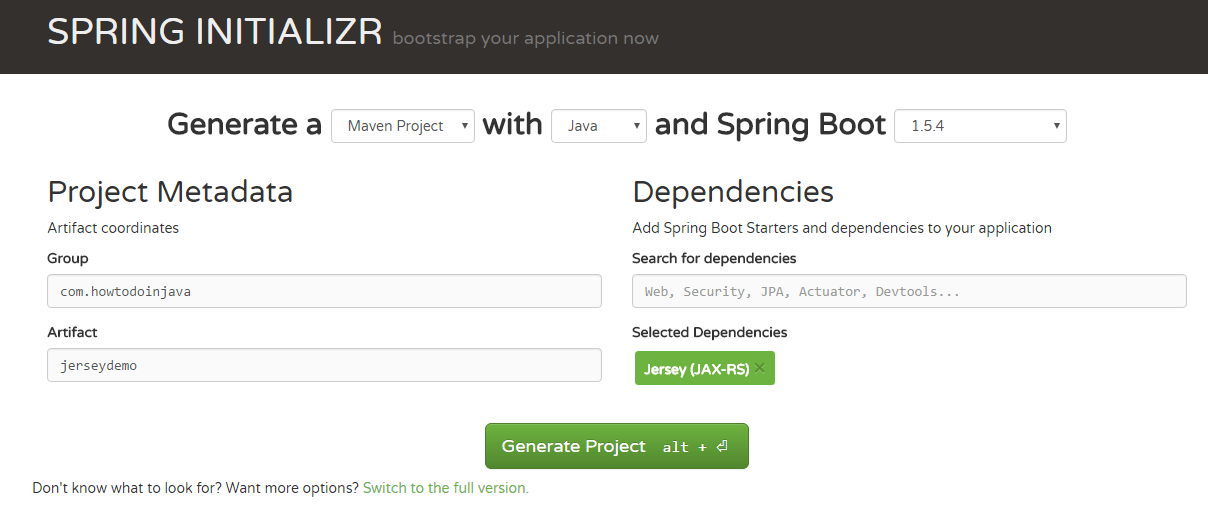 SPRING INITIALIZR bootstrap your application now
Generate a Maven Project with Java and Spring Boot 1.5.4
Project Metadata
Artifact coordinates
Group
com.howtodoinjava
Artifact
jerseydemo
Dependencies
Add Spring Boot Starters and dependencies to your application
Search for dependencies
Web, Security, JPA, Actuator, Devtools...
Selected Dependencies
Jersey (JAX-RS) ×
Generate Project alt + ⏎
Don't know what to look for? Want more options? Switch to the full version.